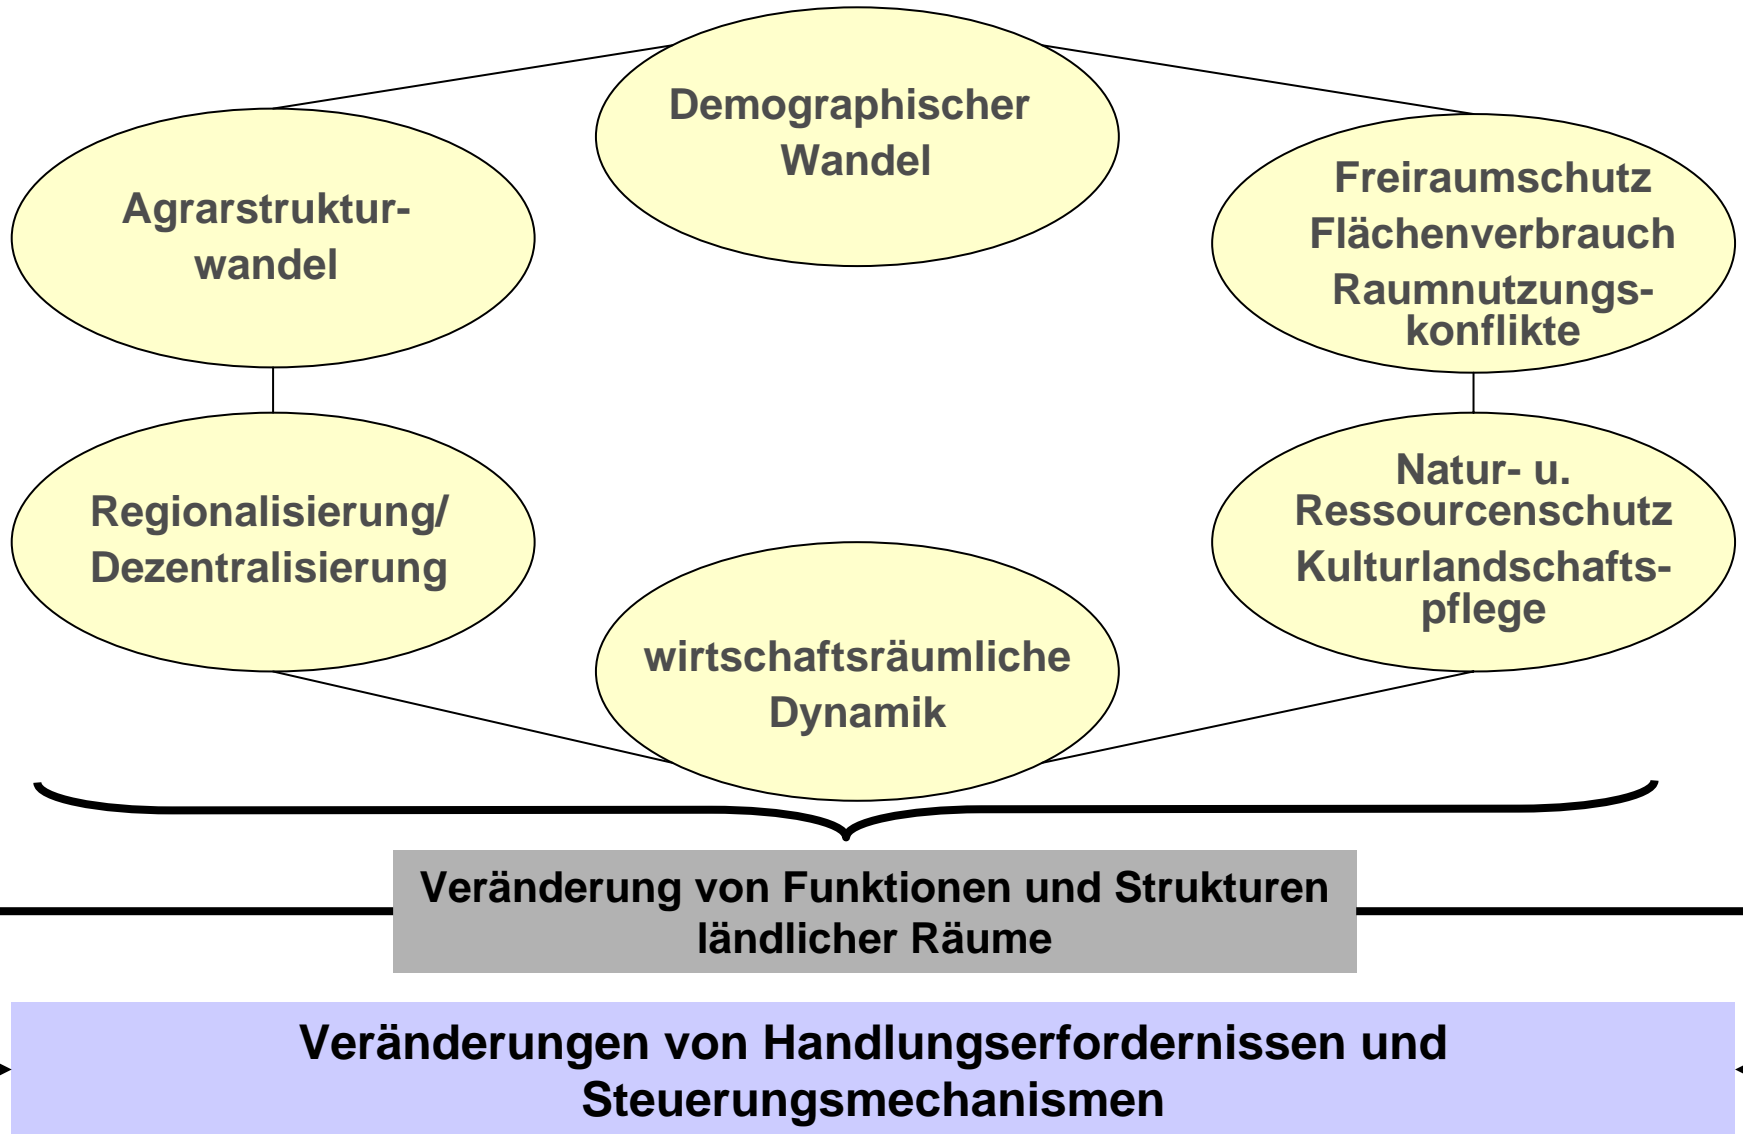 Demographischer
Wandel
Agrarstruktur-
wandel
Freiraumschutz
Flächenverbrauch
Raumnutzungs-
konflikte
Regionalisierung/
Dezentralisierung
Natur- u.
Ressourcenschutz
Kulturlandschafts-
pflege
wirtschaftsräumliche
Dynamik
Veränderung von Funktionen und Strukturen
ländlicher Räume
Veränderungen von Handlungserfordernissen und
Steuerungsmechanismen